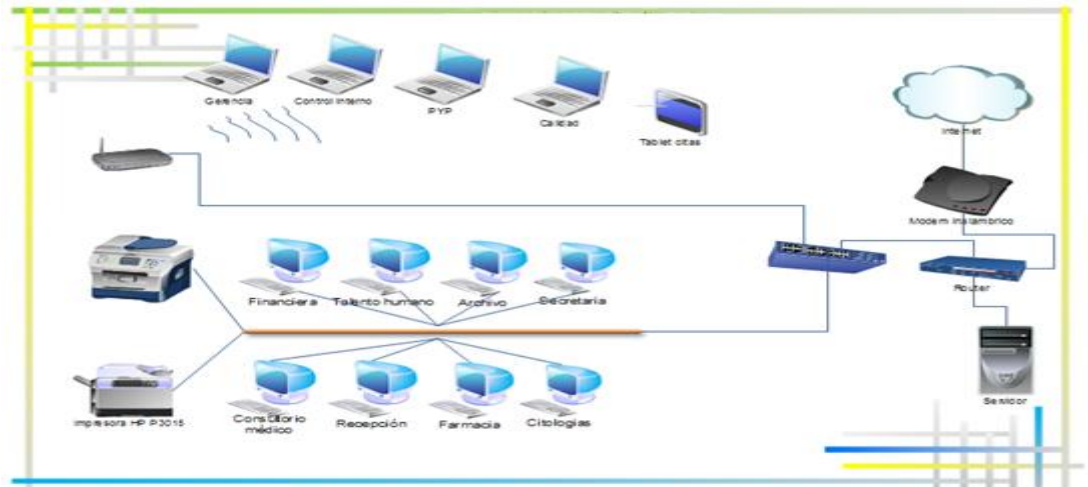 Gerencia
Control Interno
PYP
Calidad
Tablet citas
Internet
Modem inalambrico
Financiera
Talento humano
Archivo
Secretaria
Router
Impresora HP P3015
Consultorio
médico
Recepción
Farmacia
Citologias
Servidor